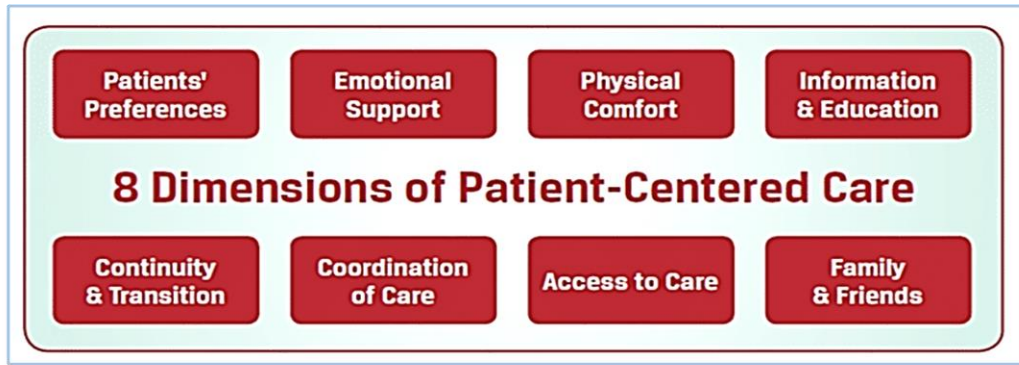 Patients'
Preferences
Emotional
Support
Physical
Comfort
Information
& Education
8 Dimensions of Patient-Centered Care
Continuity
& Transition
Coordination
of Care
Access to Care
Family
& Friends